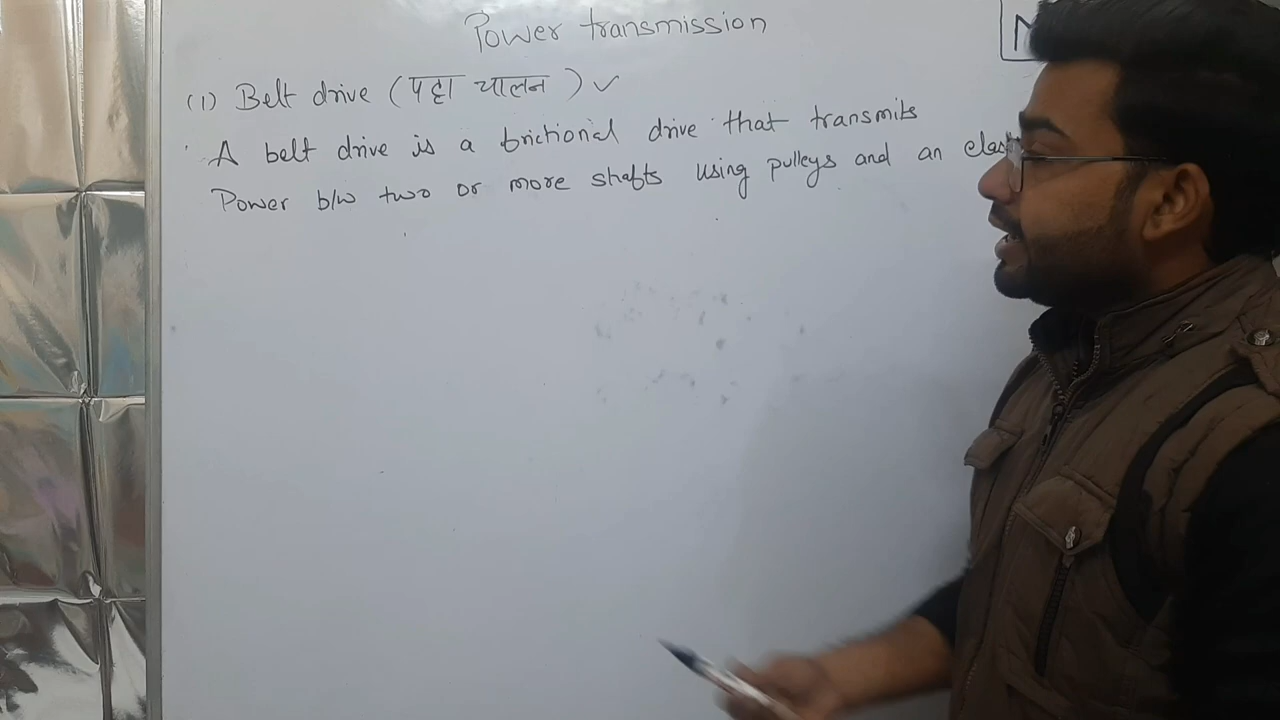 Power transmission
(1) Belt drive (पट्टा चालन) ✓
A belt drive is a frictional drive that transmits
Power b/w two or more shafts using pulleys and an